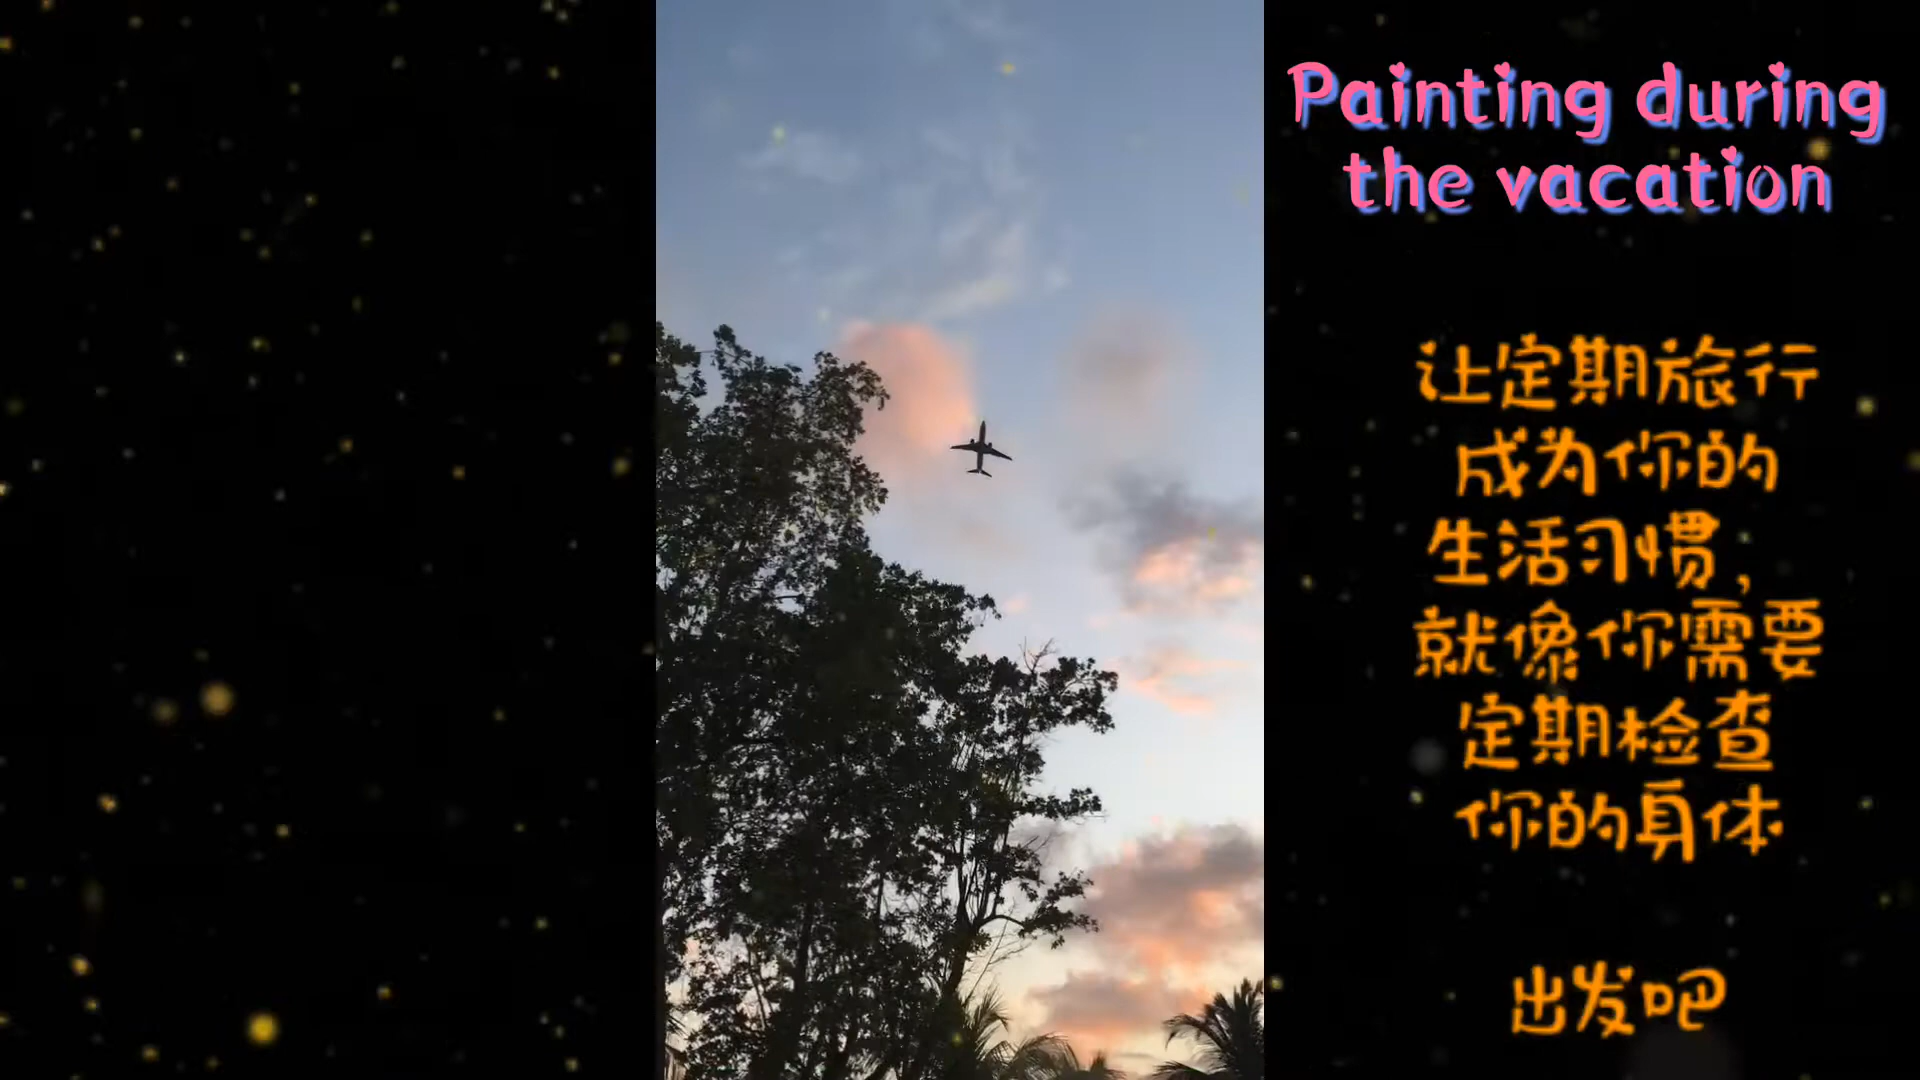 Painting during
the vacation
让定期旅行
成为你的
生活习惯，
就像你需要
定期检查
你的身体
出发吧